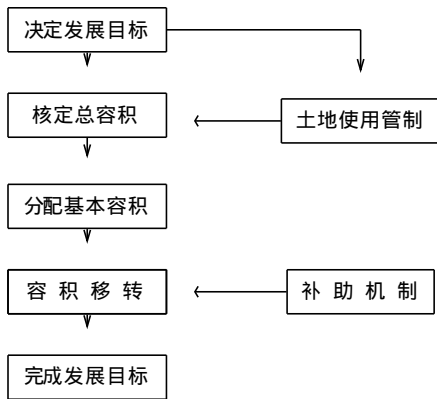 决定发展目标
核定总容积
土地使用管制
分配基本容积
容积移转
补助机制
完成发展目标